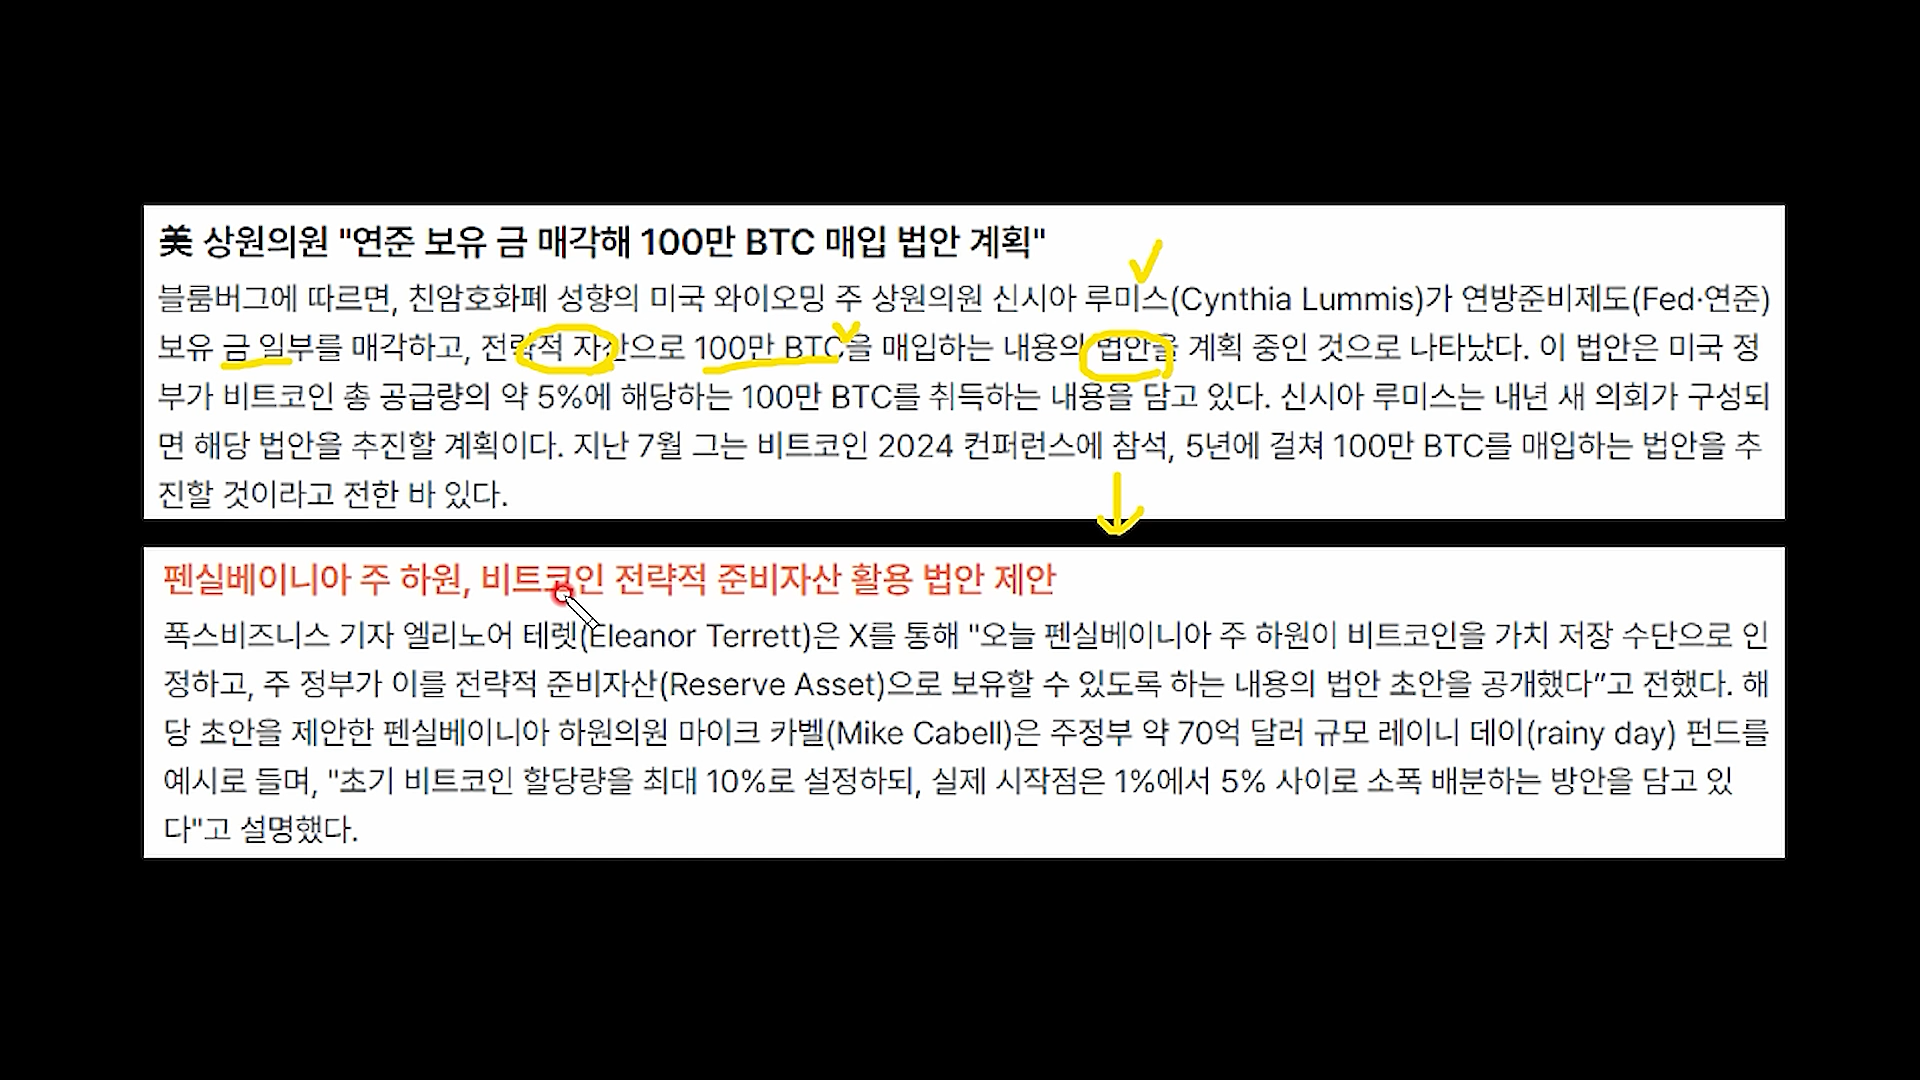 美 상원의원 "연준 보유 금 매각해 100만 BTC 매입 법안 계획"
블룸버그에 따르면, 친암호화폐 성향의 미국 와이오밍 주 상원의원 신시아 루미스(Cynthia Lummis)가 연방준비제도(Fed·연준)
보유 금 일부를 매각하고, 전략적 자산으로 100만 BTC을 매입하는 내용의 법안을 계획 중인 것으로 나타났다. 이 법안은 미국 정
부가 비트코인 총 공급량의 약 5%에 해당하는 100만 BTC를 취득하는 내용을 담고 있다. 신시아 루미스는 내년 새 의회가 구성되
면 해당 법안을 추진할 계획이다. 지난 7월 그는 비트코인 2024 컨퍼런스에 참석, 5년에 걸쳐 100만 BTC를 매입하는 법안을 추
진할 것이라고 전한 바 있다.
펜실베이니아 주 하원, 비트코인 전략적 준비자산 활용 법안 제안
폭스비즈니스 기자 엘리노어 테렛(Eleanor Terrett)은 X를 통해 "오늘 펜실베이니아 주 하원이 비트코인을 가치 저장 수단으로 인
정하고, 주 정부가 이를 전략적 준비자산(Reserve Asset)으로 보유할 수 있도록 하는 내용의 법안 초안을 공개했다”고 전했다. 해
당 초안을 제안한 펜실베이니아 하원의원 마이크 카벨(Mike Cabell)은 주정부 약 70억 달러 규모 레이니 데이(rainy day) 펀드를
예시로 들며, "초기 비트코인 할당량을 최대 10%로 설정하되, 실제 시작점은 1%에서 5% 사이로 소폭 배분하는 방안을 담고 있
다"고 설명했다.